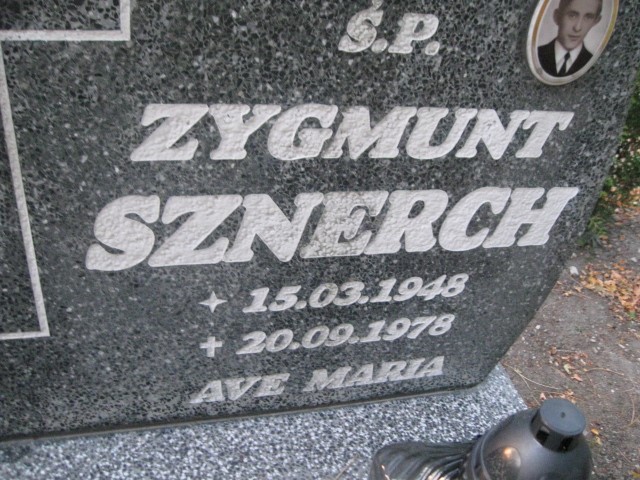 Ś.P.
ZYGMUNT
SZNERCH
15.03.1948
+ 20.09.1978
AVE MARIA